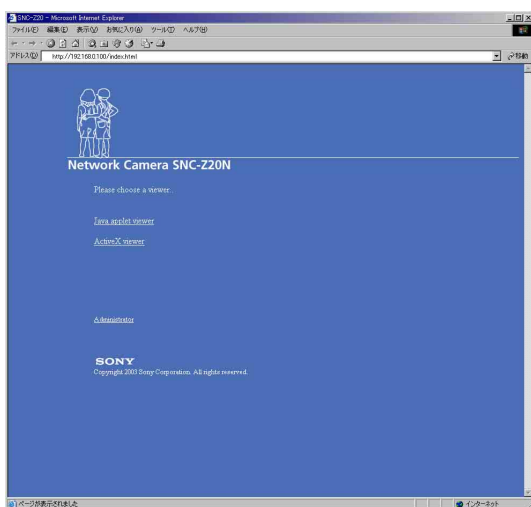 SNC-Z20 - Microsoft Internet Explorer
ファイル(F) 編集(E) 表示(V) お気に入り(A) ツール(T) ヘルプ(H)
アドレス(D) http://192.168.0.100/index.html 移動
Network Camera SNC-Z20N
Please choose a viewer.
Java applet viewer
ActiveX viewer
Administrator
SONY
Copyright 2003 Sony Corporation. All rights reserved.
ページが表示されました インターネット